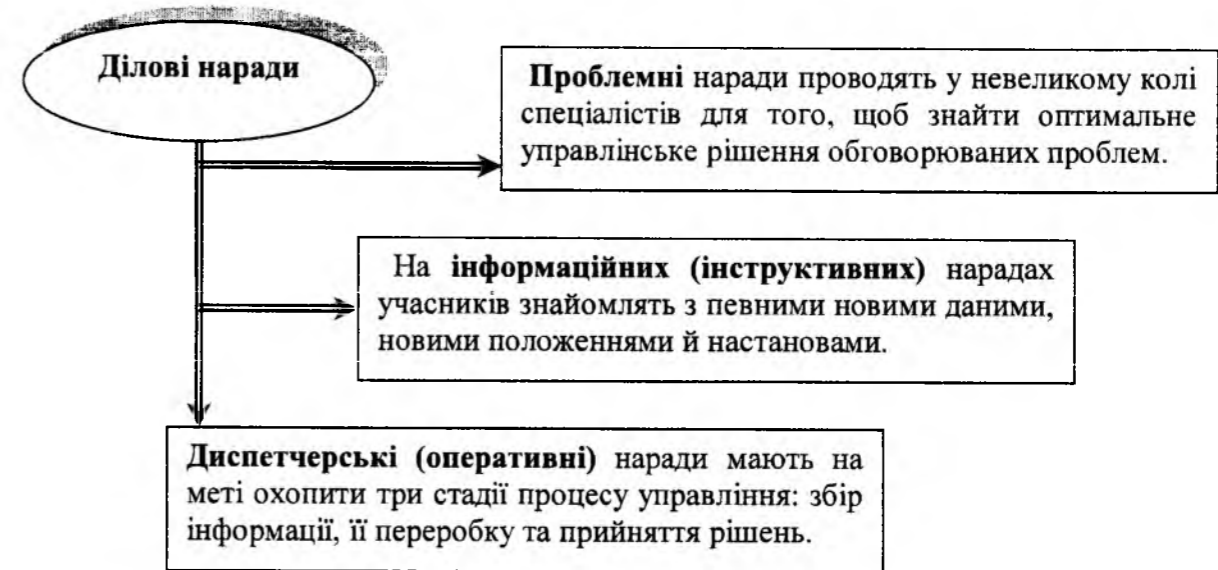 Ділові наради
Проблемні наради проводять у невеликому колі
спеціалістів для того, щоб знайти оптимальне
управлінське рішення обговорюваних проблем.
На інформаційних (інструктивних) нарадах
учасників знайомлять з певними новими даними,
новими положеннями й настановами.
Диспетчерські (оперативні) наради мають на
меті охопити три стадії процесу управління: збір
інформації, її переробку та прийняття рішень.